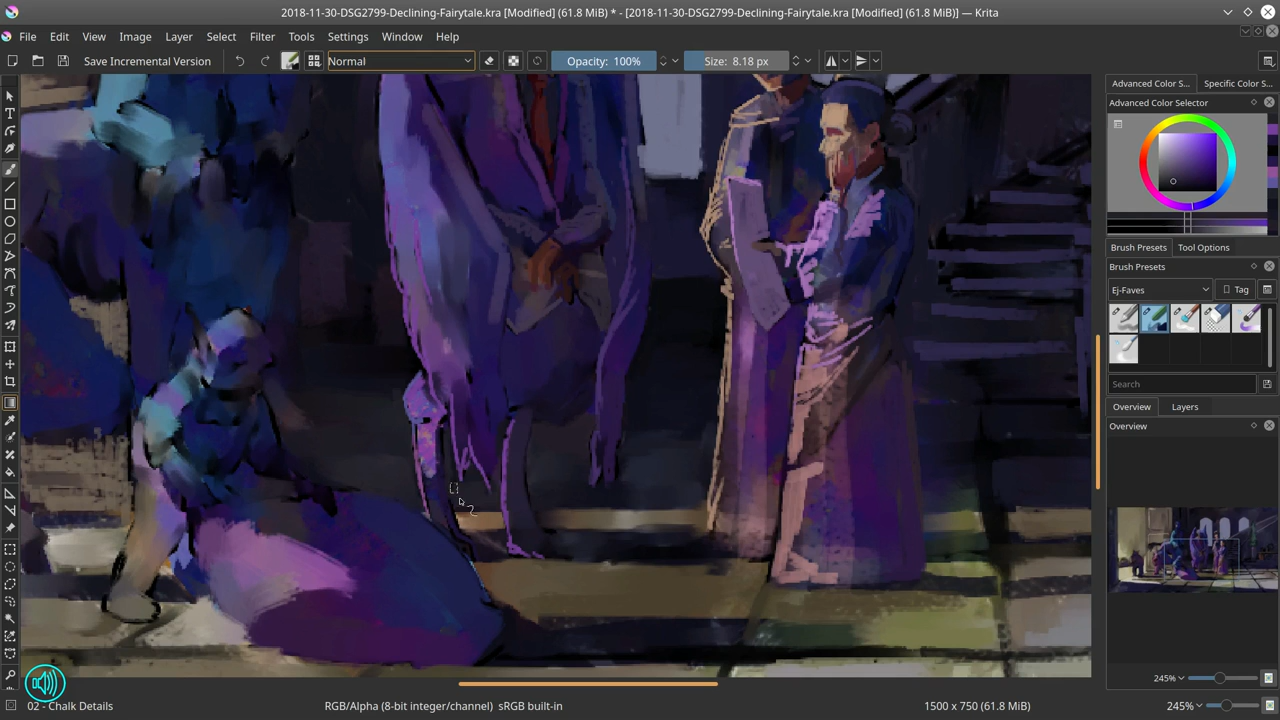 2018-11-30-DSG2799-Declining-Fairytale.kra [Modified] (61.8 MiB) * - [2018-11-30-DSG2799-Declining-Fairytale.kra [Modified] (61.8 MiB)] — Krita
File Edit View Image Layer Select Filter Tools Settings Window Help
Save Incremental Version Normal Opacity: 100% Size: 8.18 px
Advanced Color S... Specific Color S...
Advanced Color Selector
Brush Presets Tool Options
Brush Presets
Ej-Faves Tag
Search
Overview Layers
Overview
245%
02 - Chalk Details RGB/Alpha (8-bit integer/channel) sRGB built-in 1500 x 750 (61.8 MiB) 245%